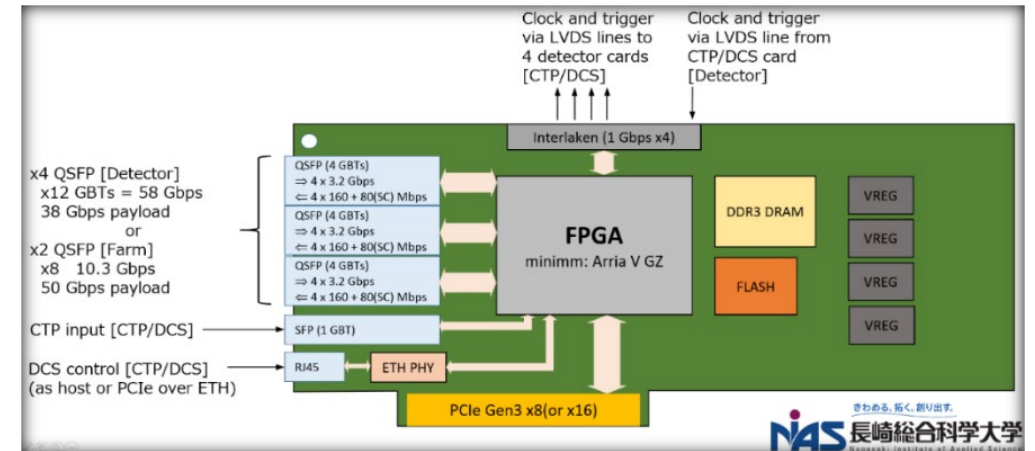 Clock and trigger
via LVDS lines to
4 detector cards
[CTP/DCS]
Clock and trigger
via LVDS line from
CTP/DCS card
[Detector]
Interlaken (1 Gbps x4)
x4 QSFP [Detector]
x12 GBTs = 58 Gbps
38 Gbps payload
or
x2 QSFP [Farm]
x8 10.3 Gbps
50 Gbps payload
QSFP (4 GBTs)
⇒ 4 x 3.2 Gbps
⇐ 4 x 160 + 80(SC) Mbps
QSFP (4 GBTs)
⇒ 4 x 3.2 Gbps
⇐ 4 x 160 + 80(SC) Mbps
QSFP (4 GBTs)
⇒ 4 x 3.2 Gbps
⇐ 4 x 160 + 80(SC) Mbps
FPGA
minimm: Arria V GZ
DDR3 DRAM
FLASH
VREG
VREG
VREG
VREG
CTP input [CTP/DCS]
SFP (1 GBT)
DCS control [CTP/DCS]
(as host or PCIe over ETH)
RJ45
ETH PHY
PCIe Gen3 x8(or x16)
きわめる。拓く。創り出す。
NiAS 長崎総合科学大学
Nagasaki Institute of Applied Science